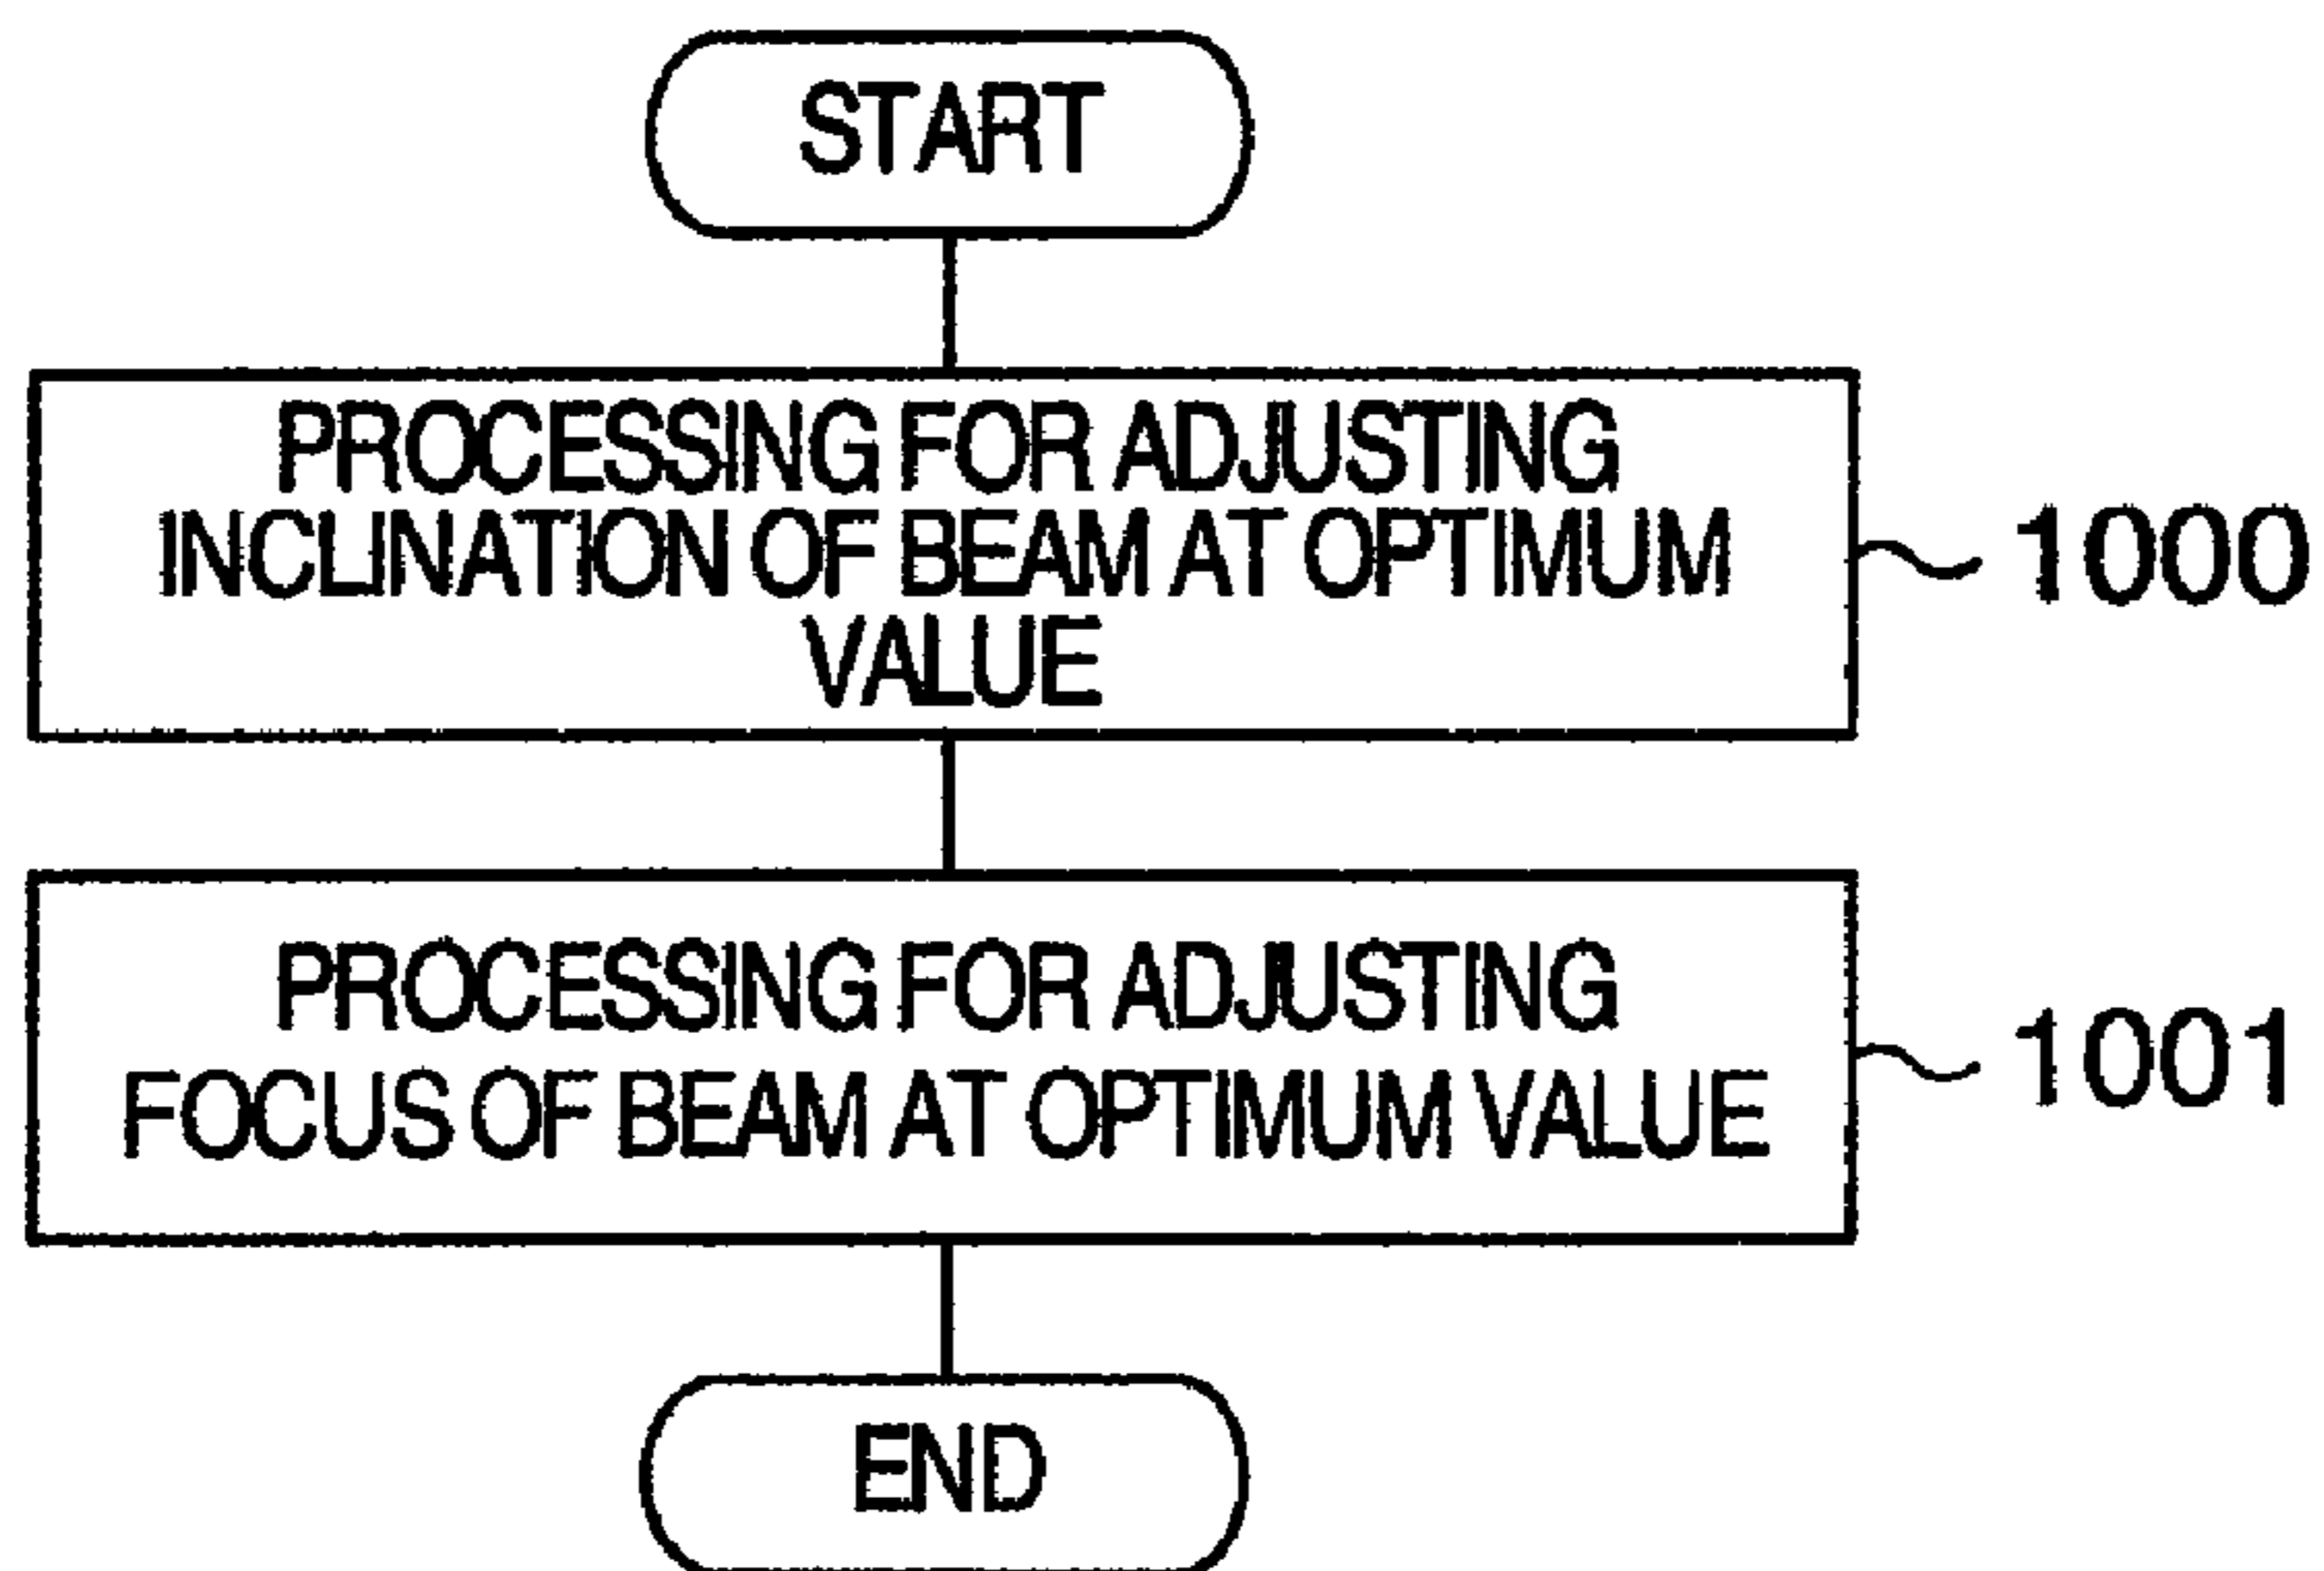 START
PROCESSING FOR ADJUSTING
INCLINATION OF BEAM AT OPTIMUM
VALUE
1000
PROCESSING FOR ADJUSTING
FOCUS OF BEAM AT OPTIMUM VALUE
1001
END